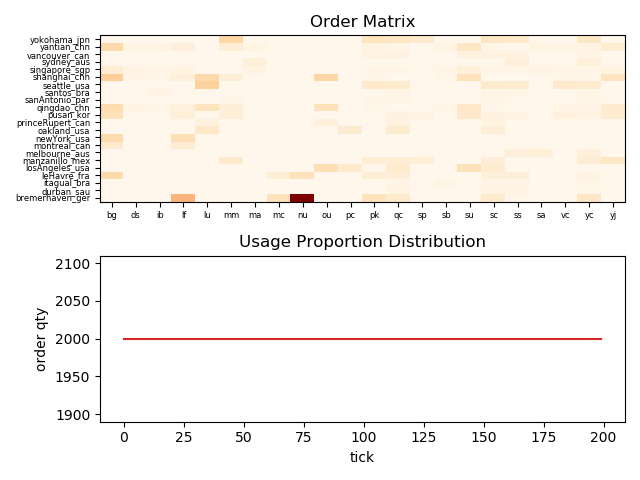 Order Matrix
yokohama_jpn
yantian_chn
vancouver_can
sydney_aus
singapore_sgp
shanghai_chn
seattle_usa
santos_bra
sanAntonio_par
qingdao_chn
pusan_kor
princeRupert_can
oakland_usa
newYork_usa
montreal_can
melbourne_aus
manzanillo_mex
losAngeles_usa
leHavre_fra
itagual_bra
durban_sau
bremerhaven_ger
bg ds ib lf lu mm ma mc nu ou pc pk qc sp sb su sc ss sa vc yc yj
Usage Proportion Distribution
2100
2050
2000
1950
1900
order qty
0 25 50 75 100 125 150 175 200
tick